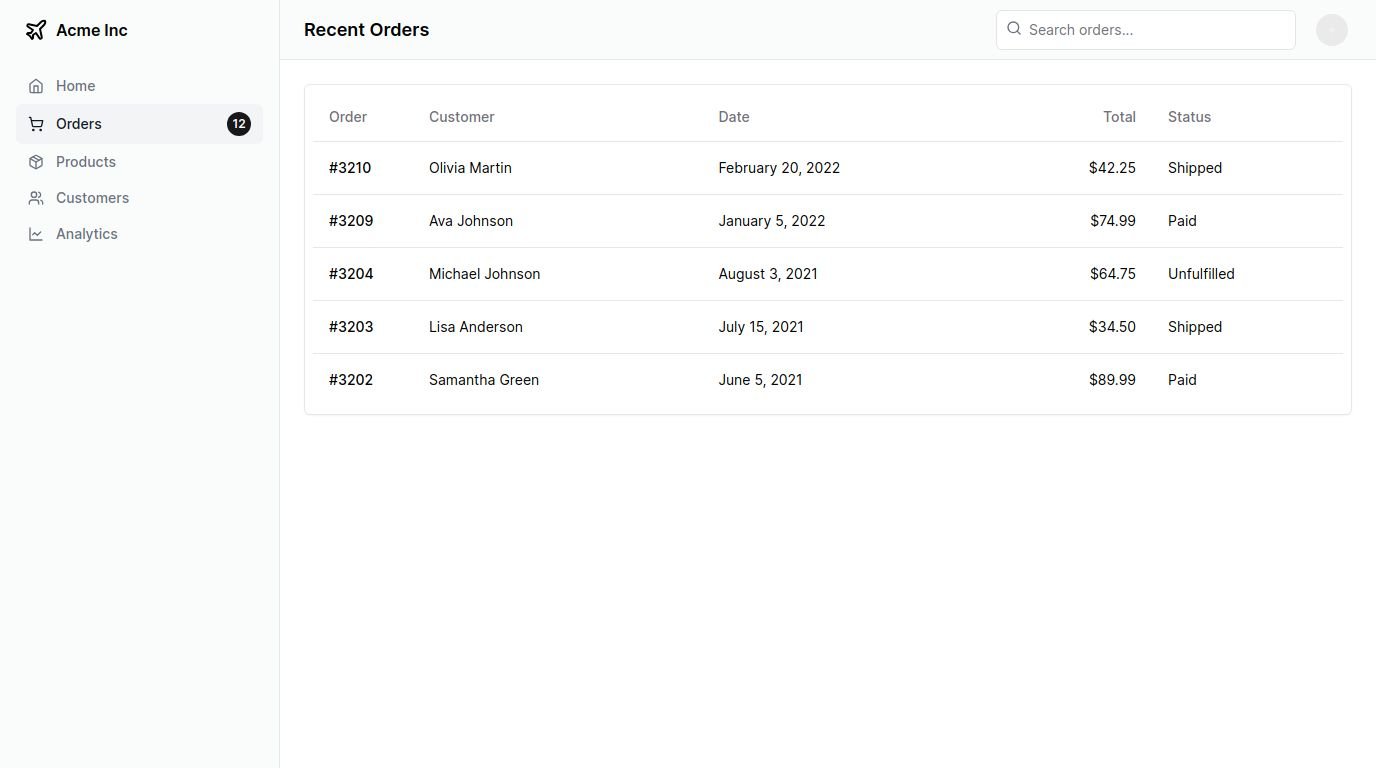 Acme Inc
Recent Orders
Search orders...
Home
Orders 12
Products
Customers
Analytics
Order Customer Date Total Status
#3210 Olivia Martin February 20, 2022 $42.25 Shipped
#3209 Ava Johnson January 5, 2022 $74.99 Paid
#3204 Michael Johnson August 3, 2021 $64.75 Unfulfilled
#3203 Lisa Anderson July 15, 2021 $34.50 Shipped
#3202 Samantha Green June 5, 2021 $89.99 Paid